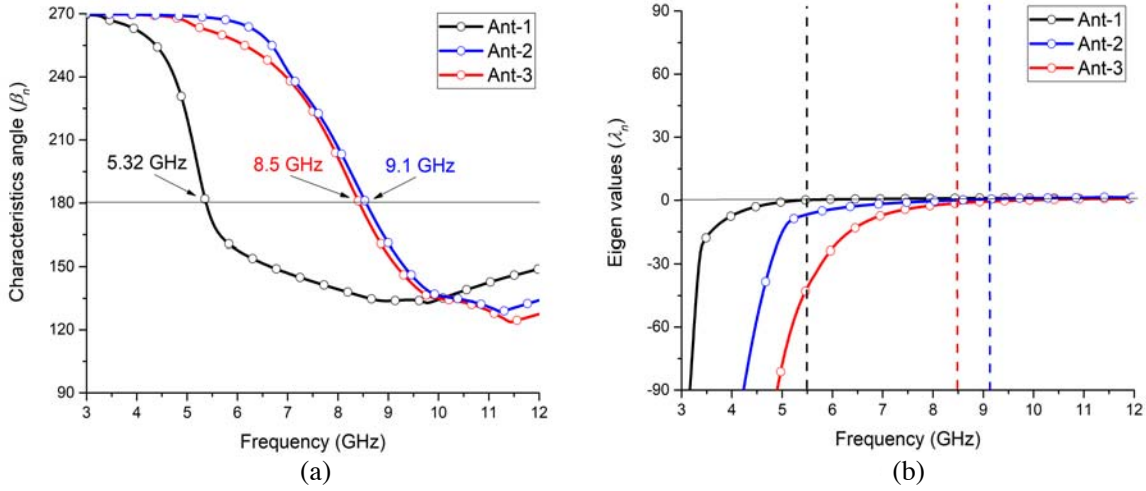 270
240
210
180
150
120
90
Characteristics angle (βn)
Ant-1
Ant-2
Ant-3
5.32 GHz
8.5 GHz
9.1 GHz
3 4 5 6 7 8 9 10 11 12
Frequency (GHz)
(a)
90
60
30
0
-30
-60
-90
Eigen values (λn)
Ant-1
Ant-2
Ant-3
3 4 5 6 7 8 9 10 11 12
Frequency (GHz)
(b)